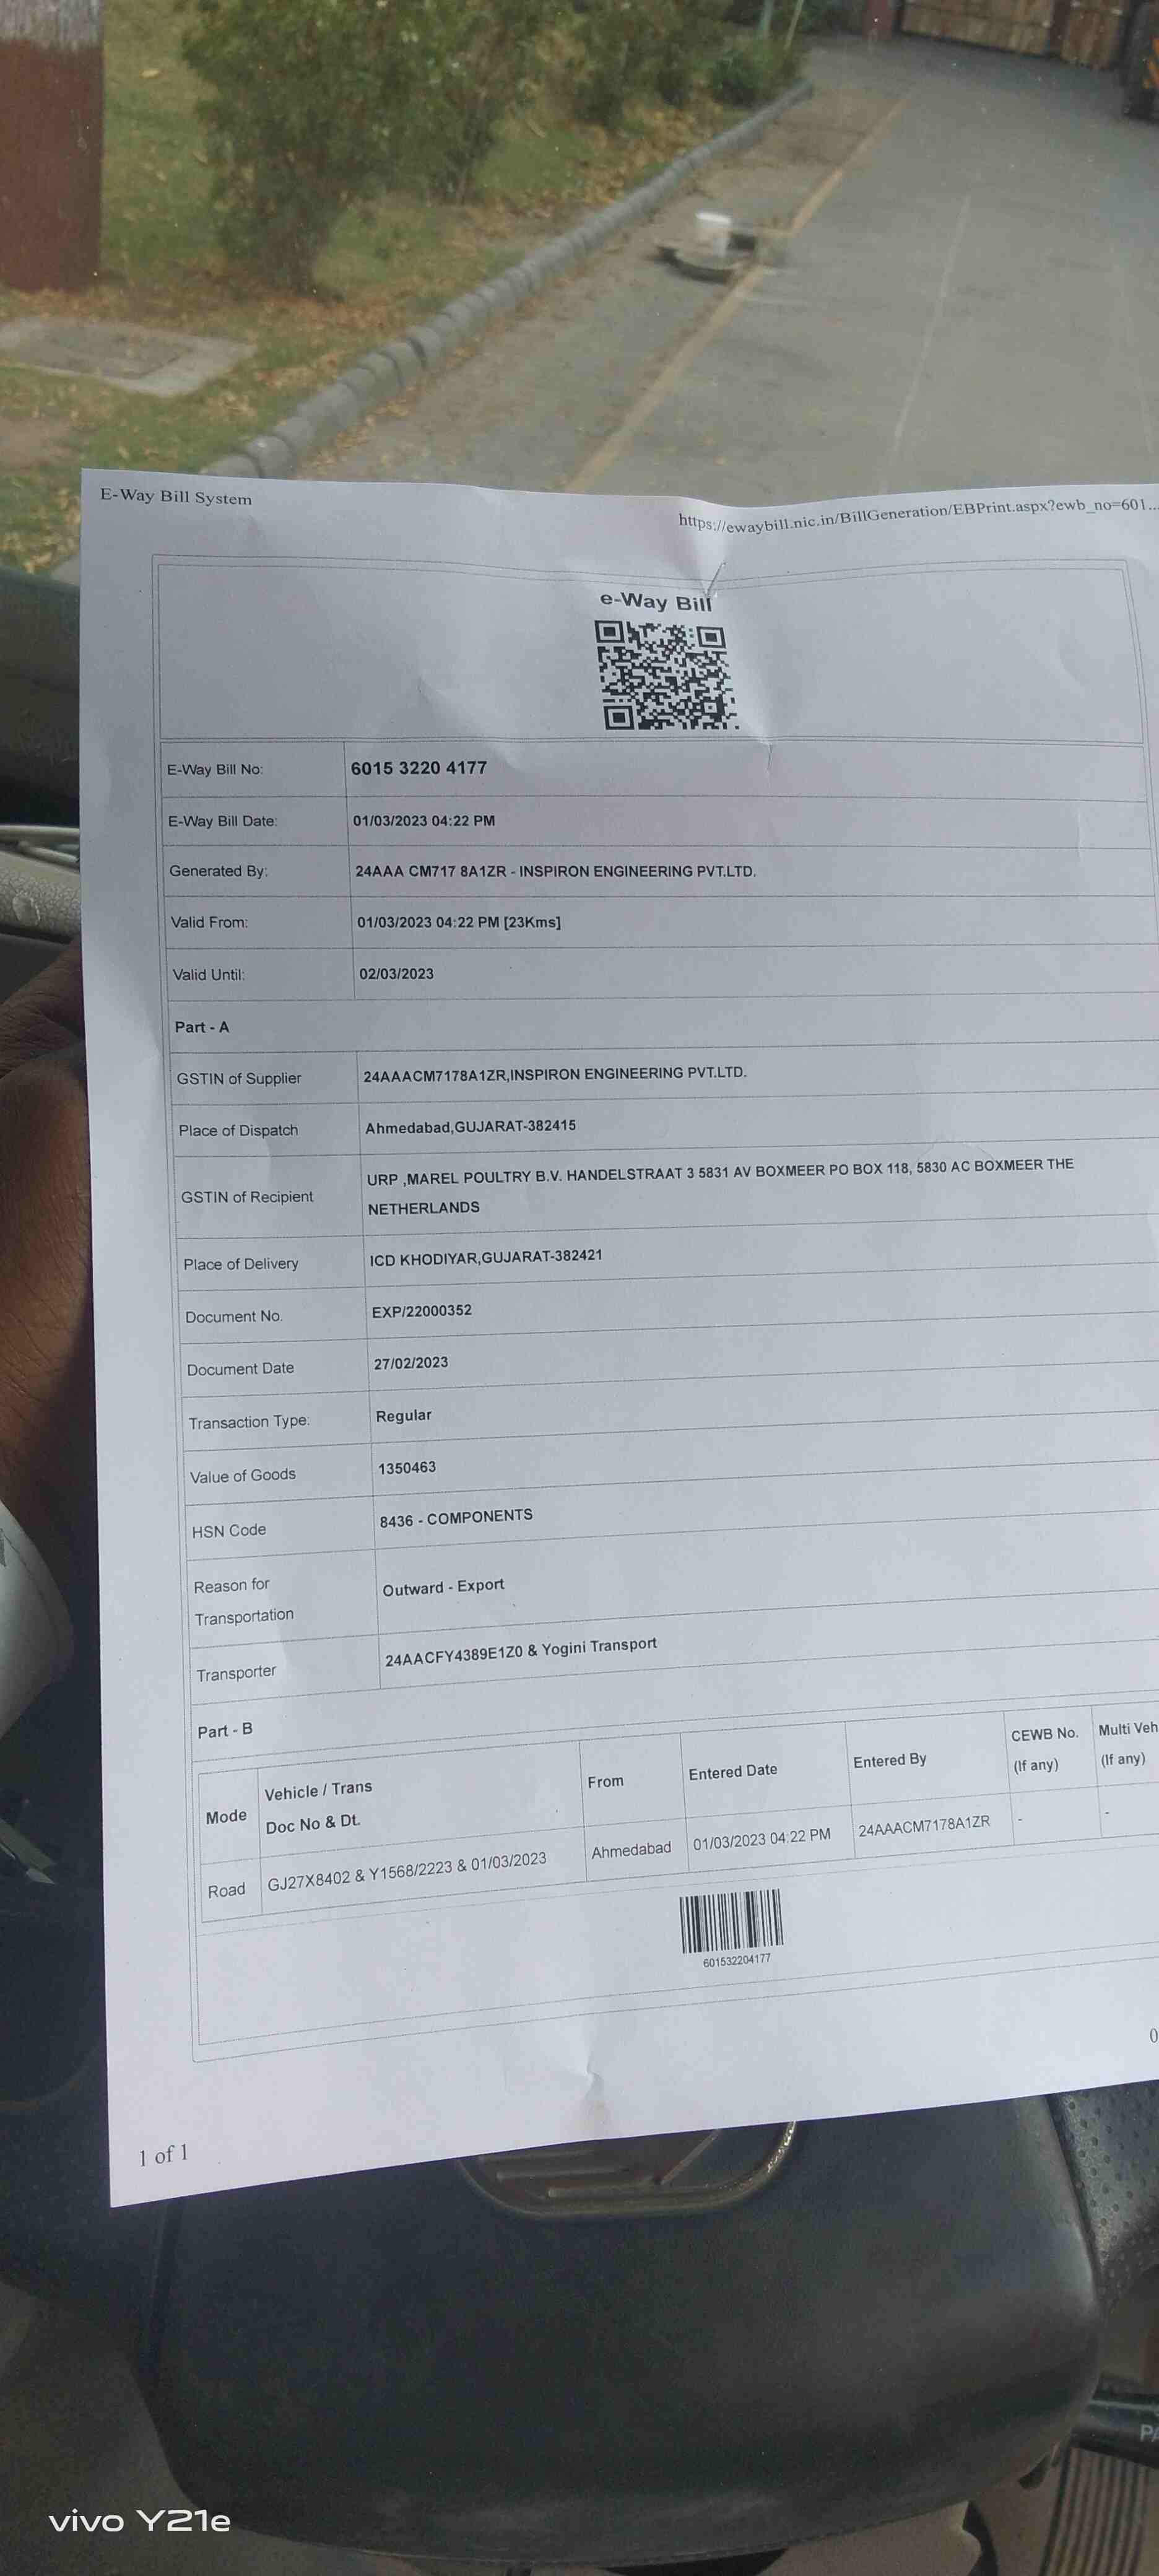 E-Way Bill System
https://ewaybill.nic.in/BillGeneration/EBPrint.aspx?ewb_no=601...
e-Way Bill
E-Way Bill No: 6015 3220 4177
E-Way Bill Date: 01/03/2023 04:22 PM
Generated By: 24AAA CM717 8A1ZR - INSPIRON ENGINEERING PVT.LTD.
Valid From: 01/03/2023 04:22 PM [23Kms]
Valid Until: 02/03/2023
Part - A
GSTIN of Supplier 24AAACM7178A1ZR,INSPIRON ENGINEERING PVT.LTD.
Place of Dispatch Ahmedabad,GUJARAT-382415
GSTIN of Recipient URP ,MAREL POULTRY B.V. HANDELSTRAAT 3 5831 AV BOXMEER PO BOX 118, 5830 AC BOXMEER THE
NETHERLANDS
Place of Delivery ICD KHODIYAR,GUJARAT-382421
Document No. EXP/22000352
Document Date 27/02/2023
Transaction Type: Regular
Value of Goods 1350463
HSN Code 8436 - COMPONENTS
Reason for
Transportation Outward - Export
Transporter 24AACFY4389E1Z0 & Yogini Transport
Part - B
Mode Vehicle / Trans
Doc No & Dt. From Entered Date Entered By CEWB No.
(If any) Multi Veh
(If any)
Road GJ27X8402 & Y1568/2223 & 01/03/2023 Ahmedabad 01/03/2023 04:22 PM 24AAACM7178A1ZR - -
601532204177
0
1 of 1
PA
vivo Y21e